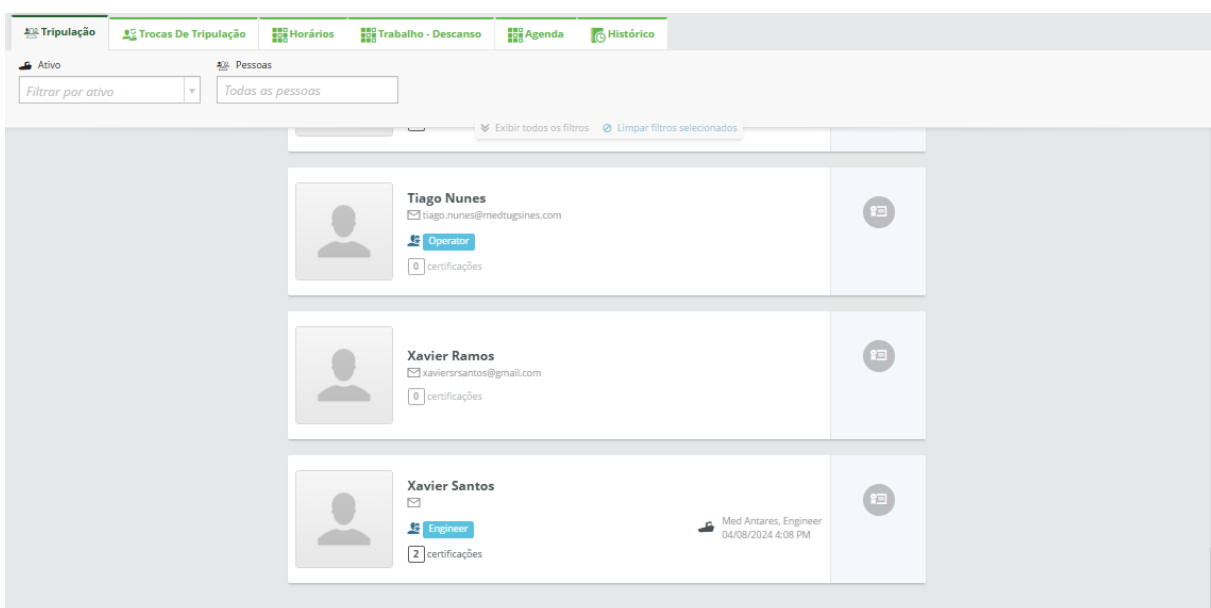 Tripulação
Trocas De Tripulação
Horários
Trabalho - Descanso
Agenda
Histórico
Ativo
Pessoas
Filtrar por ativo
Todas as pessoas
Exibir todos os filtros
Limpar filtros selecionados
Tiago Nunes
tiago.nunes@medtugsines.com
Operator
0 certificações
Xavier Ramos
xaviersrsantos@gmail.com
0 certificações
Xavier Santos
Engineer
Med Antares, Engineer
04/08/2024 4:08 PM
2 certificações